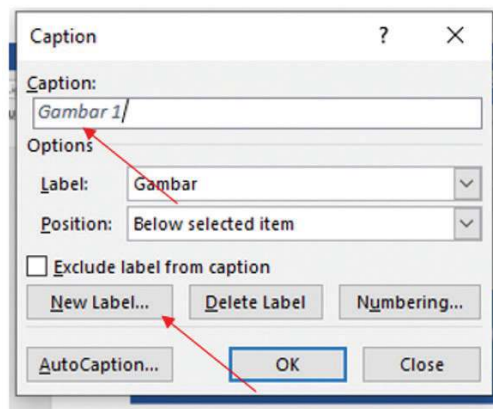 Caption ? ×
Caption:
Gambar 1
Options
Label: Gambar
Position: Below selected item
Exclude label from caption
New Label... Delete Label Numbering...
AutoCaption... OK Close